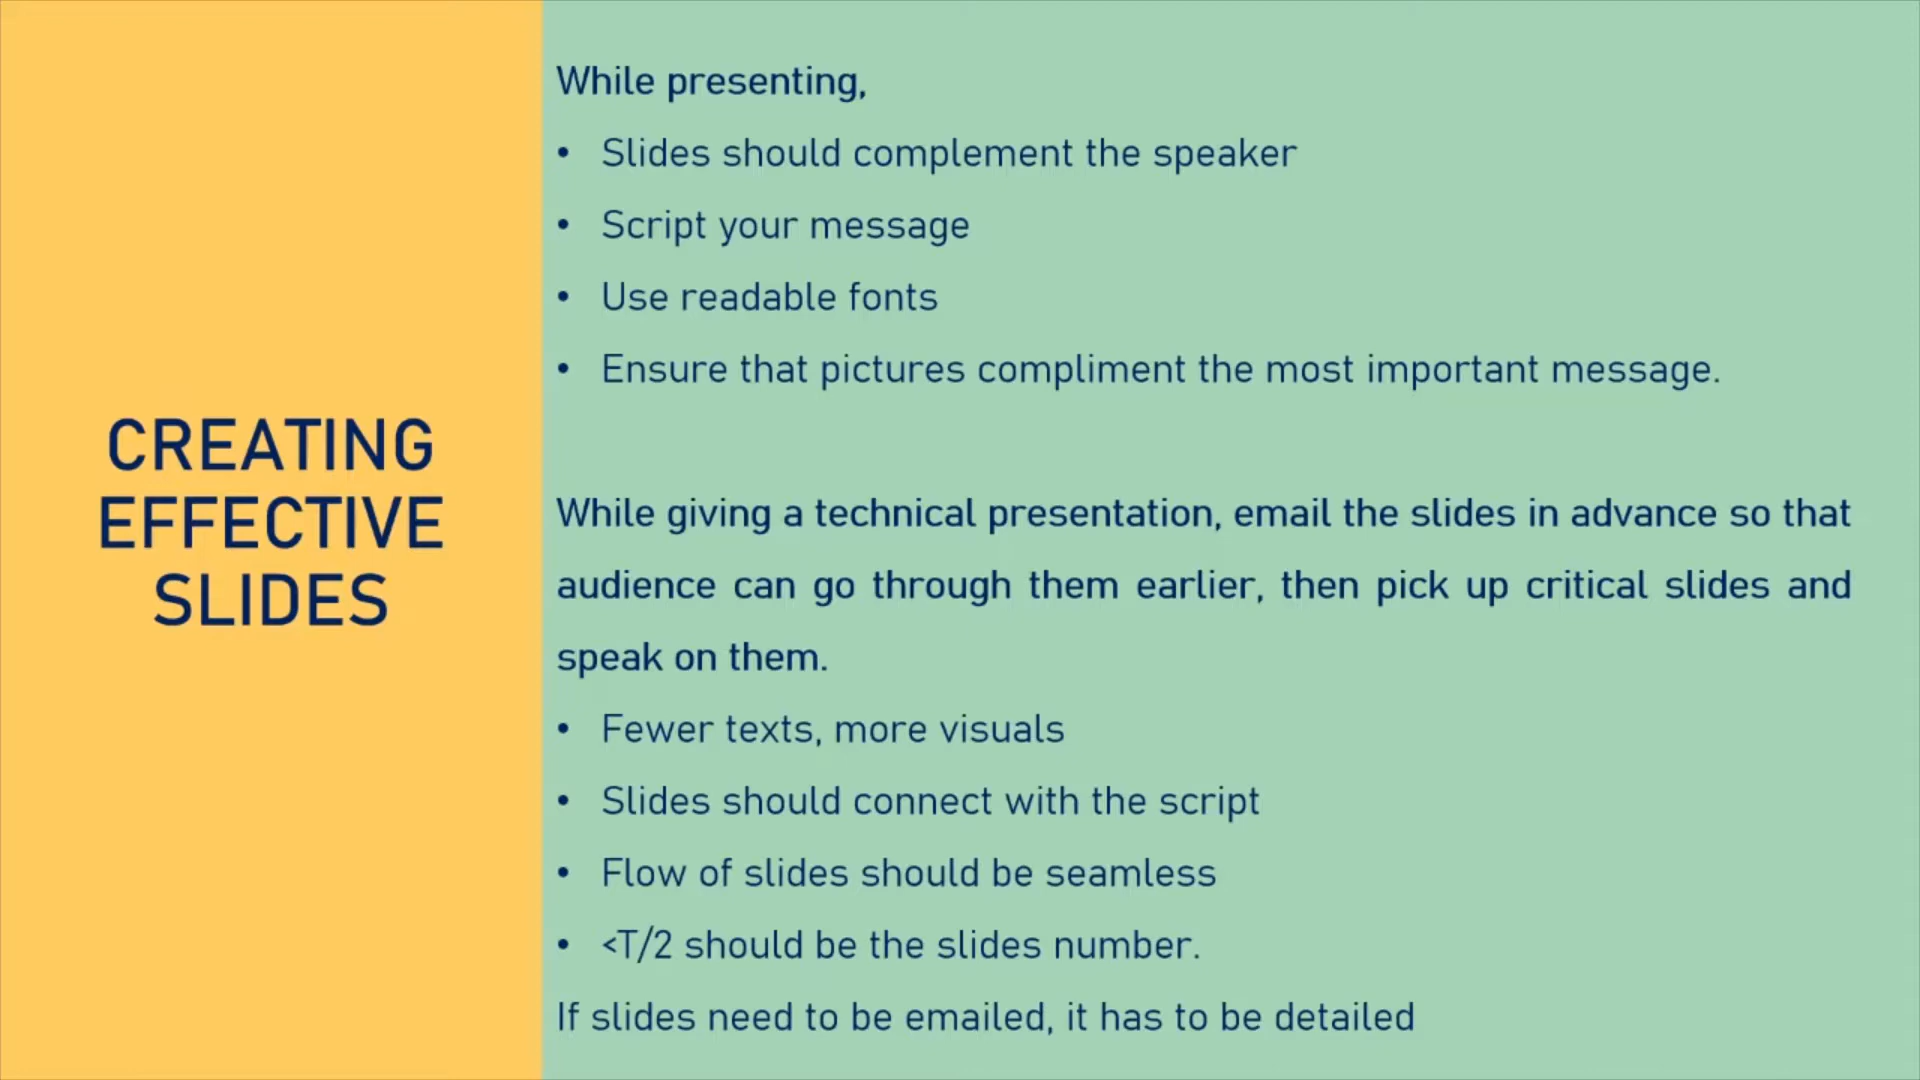 CREATING
EFFECTIVE
SLIDES
While presenting,
• Slides should complement the speaker
• Script your message
• Use readable fonts
• Ensure that pictures compliment the most important message.
While giving a technical presentation, email the slides in advance so that
audience can go through them earlier, then pick up critical slides and
speak on them.
• Fewer texts, more visuals
• Slides should connect with the script
• Flow of slides should be seamless
• <T/2 should be the slides number.
If slides need to be emailed, it has to be detailed